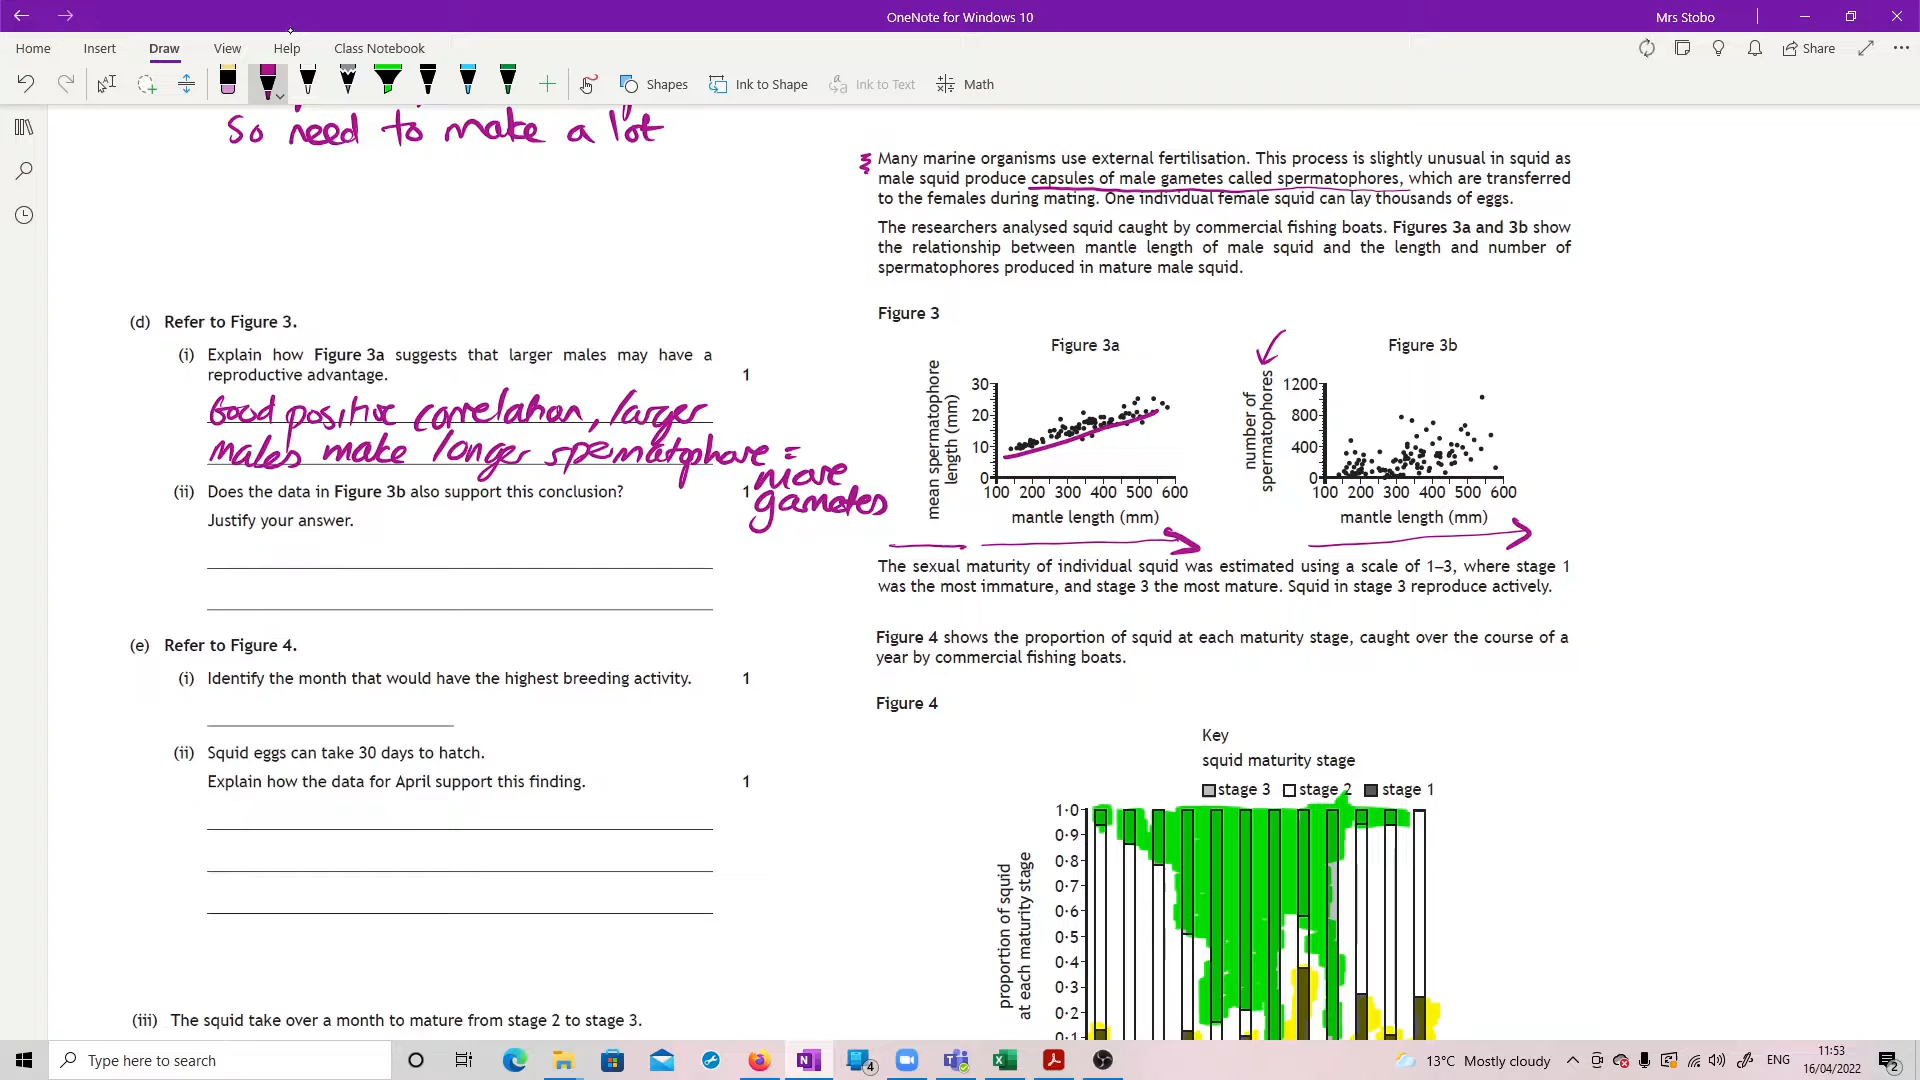 OneNote for Windows 10
Mrs Stobo
Home Insert Draw View Help Class Notebook
Share
Shapes Ink to Shape Ink to Text Math
So need to make a lot
(d) Refer to Figure 3.
(i) Explain how Figure 3a suggests that larger males may have a
reproductive advantage. 1
Good positive correlation, larger
males make longer spermatophore =
more
gametes
(ii) Does the data in Figure 3b also support this conclusion? 1
Justify your answer.
(e) Refer to Figure 4.
(i) Identify the month that would have the highest breeding activity. 1
(ii) Squid eggs can take 30 days to hatch.
Explain how the data for April support this finding. 1
(iii) The squid take over a month to mature from stage 2 to stage 3.
Many marine organisms use external fertilisation. This process is slightly unusual in squid as
male squid produce capsules of male gametes called spermatophores, which are transferred
to the females during mating. One individual female squid can lay thousands of eggs.
The researchers analysed squid caught by commercial fishing boats. Figures 3a and 3b show
the relationship between mantle length of male squid and the length and number of
spermatophores produced in mature male squid.
Figure 3
Figure 3a
mean spermatophore
length (mm)
30
20
10
0
100 200 300 400 500 600
mantle length (mm)
Figure 3b
number of
spermatophores
1200
800
400
0
100 200 300 400 500 600
mantle length (mm)
The sexual maturity of individual squid was estimated using a scale of 1–3, where stage 1
was the most immature, and stage 3 the most mature. Squid in stage 3 reproduce actively.
Figure 4 shows the proportion of squid at each maturity stage, caught over the course of a
year by commercial fishing boats.
Figure 4
Key
squid maturity stage
stage 3 stage 2 stage 1
proportion of squid
at each maturity stage
1·0
0·9
0·8
0·7
0·6
0·5
0·4
0·3
0·2
0·1
Type here to search
4
13°C Mostly cloudy
ENG
11:53
16/04/2022
2